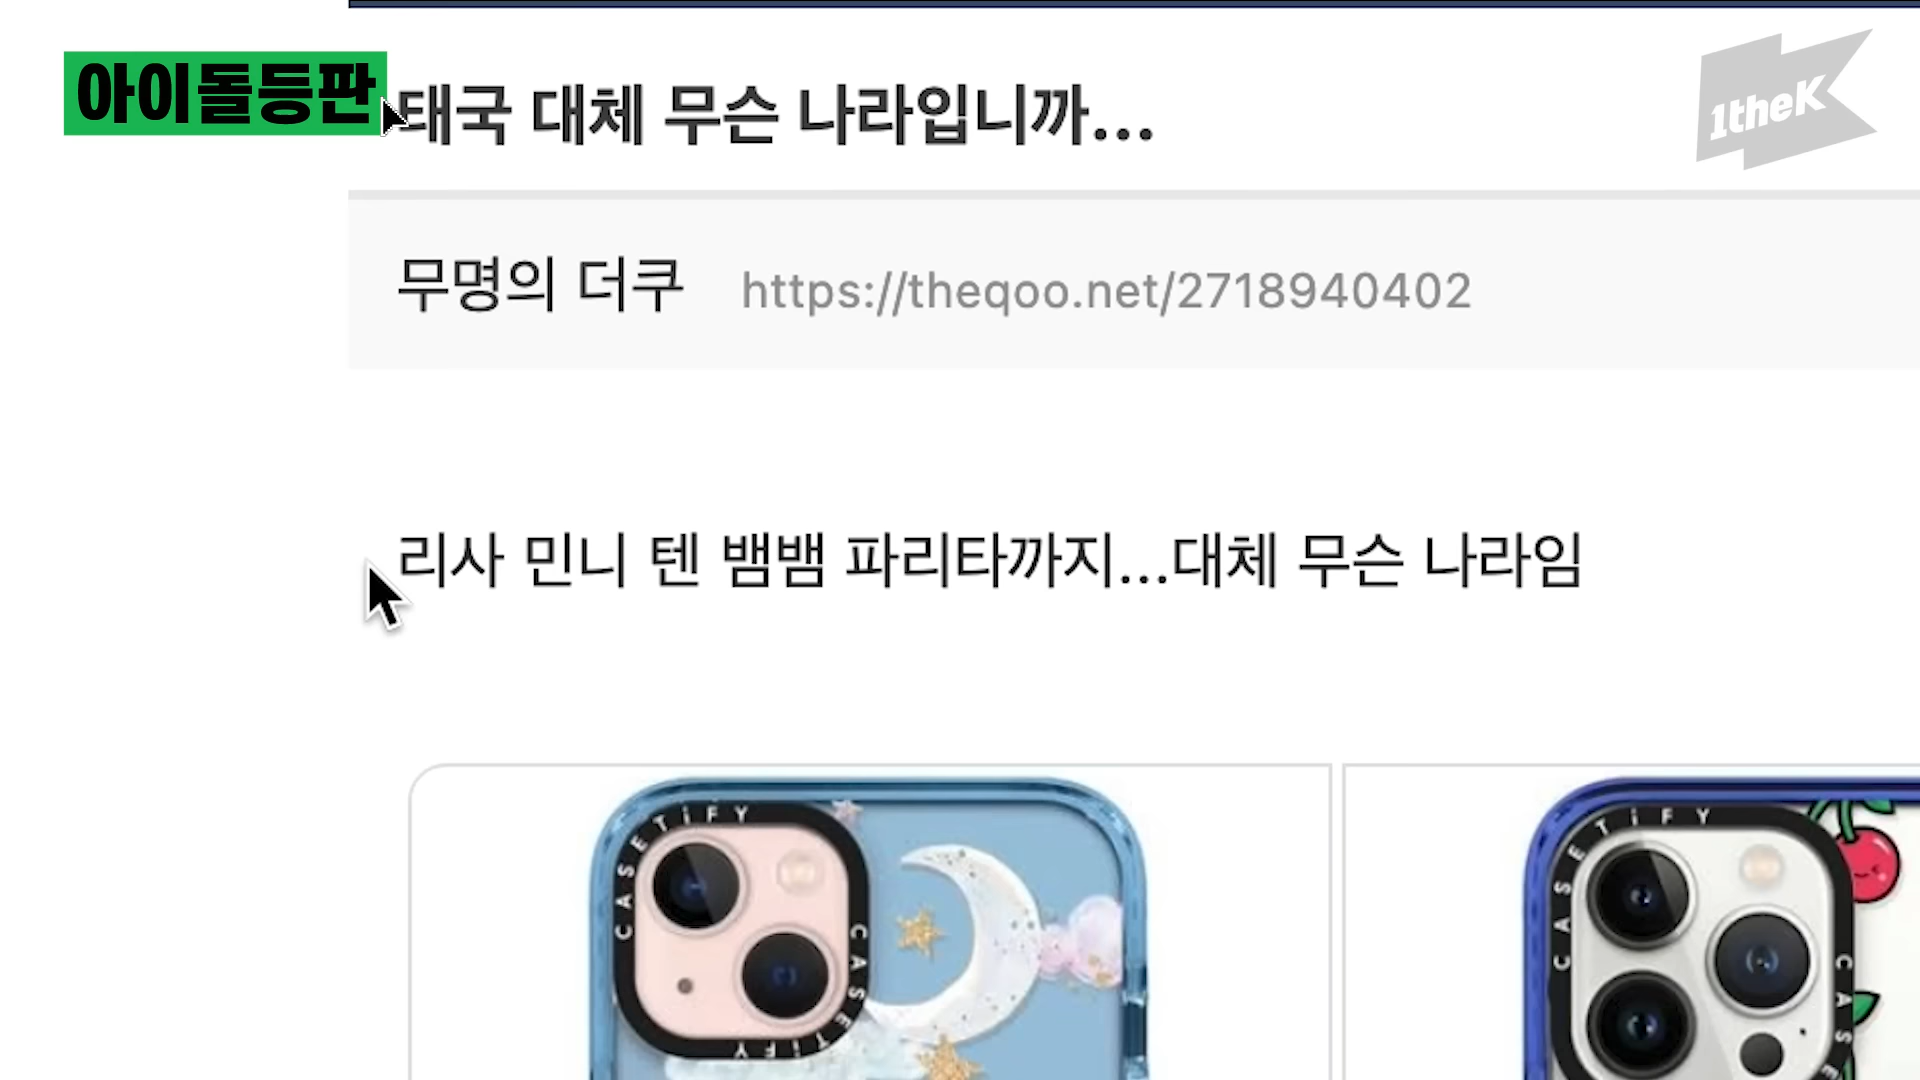 아이돌등판
1theK
태국 대체 무슨 나라입니까...
무명의 더쿠 https://theqoo.net/2718940402
리사 민니 텐 뱀뱀 파리타까지...대체 무슨 나라임
CASETiFY
CASETiFY
CASETiFY
CASE